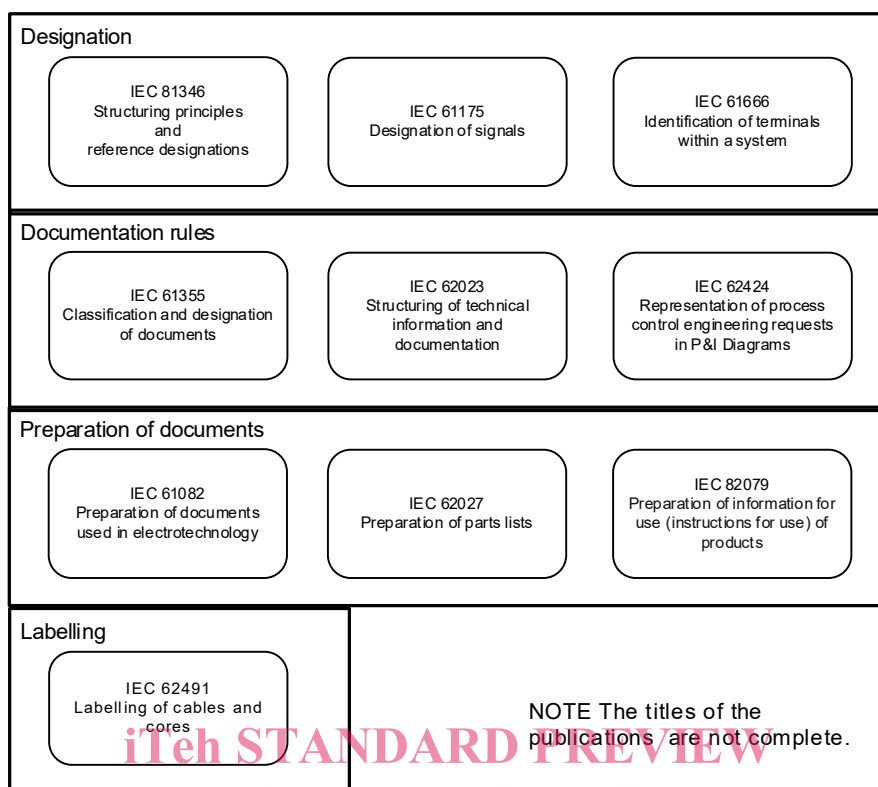 Designation
IEC 81346
Structuring principles
and
reference designations
IEC 61175
Designation of signals
IEC 61666
Identification of terminals
within a system
Documentation rules
IEC 61355
Classification and designation
of documents
IEC 62023
Structuring of technical
information and
documentation
IEC 62424
Representation of process
control engineering requests
in P&I Diagrams
Preparation of documents
IEC 61082
Preparation of documents
used in electrotechnology
IEC 62027
Preparation of parts lists
IEC 82079
Preparation of information for
use (instructions for use) of
products
Labelling
IEC 62491
Labelling of cables and
cores
NOTE The titles of the
publications are not complete.
iTeh STANDARD PREVIEW